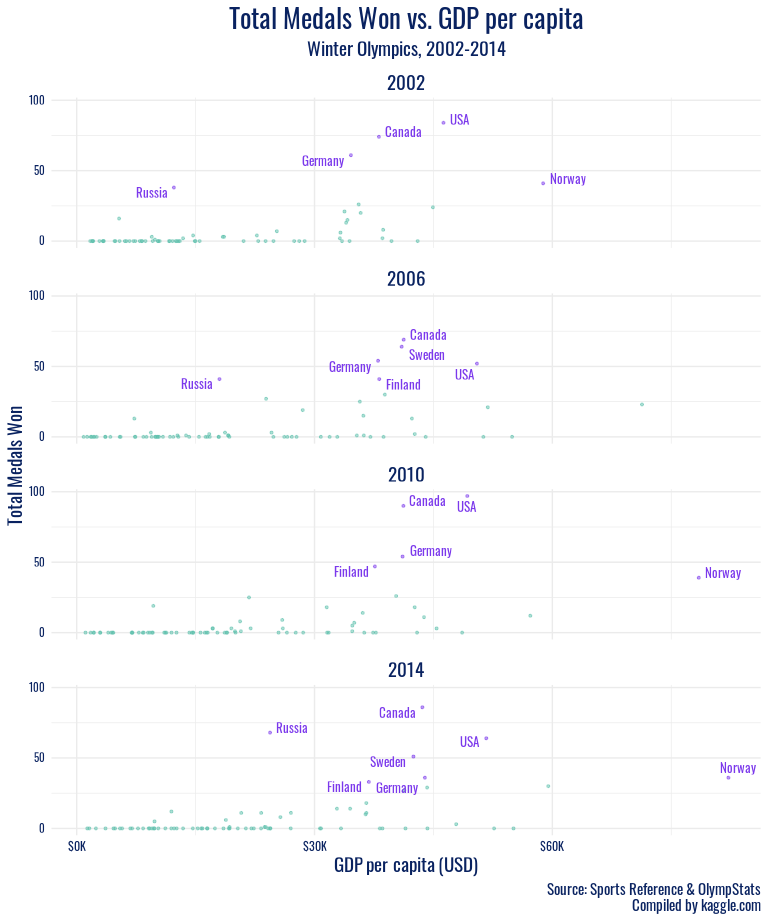 Total Medals Won vs. GDP per capita
Winter Olympics, 2002-2014
2002
100
USA
Canada
Germany
50
Norway
Russia
0
2006
100
Canada
Sweden
Germany
50
USA
Russia
Finland
0
Total Medals Won
2010
100
Canada
USA
Germany
50
Finland
Norway
0
2014
100
Canada
Russia
USA
50
Sweden
Norway
Finland
Germany
0
$0K
$30K
$60K
GDP per capita (USD)
Source: Sports Reference & OlympStats
Compiled by kaggle.com